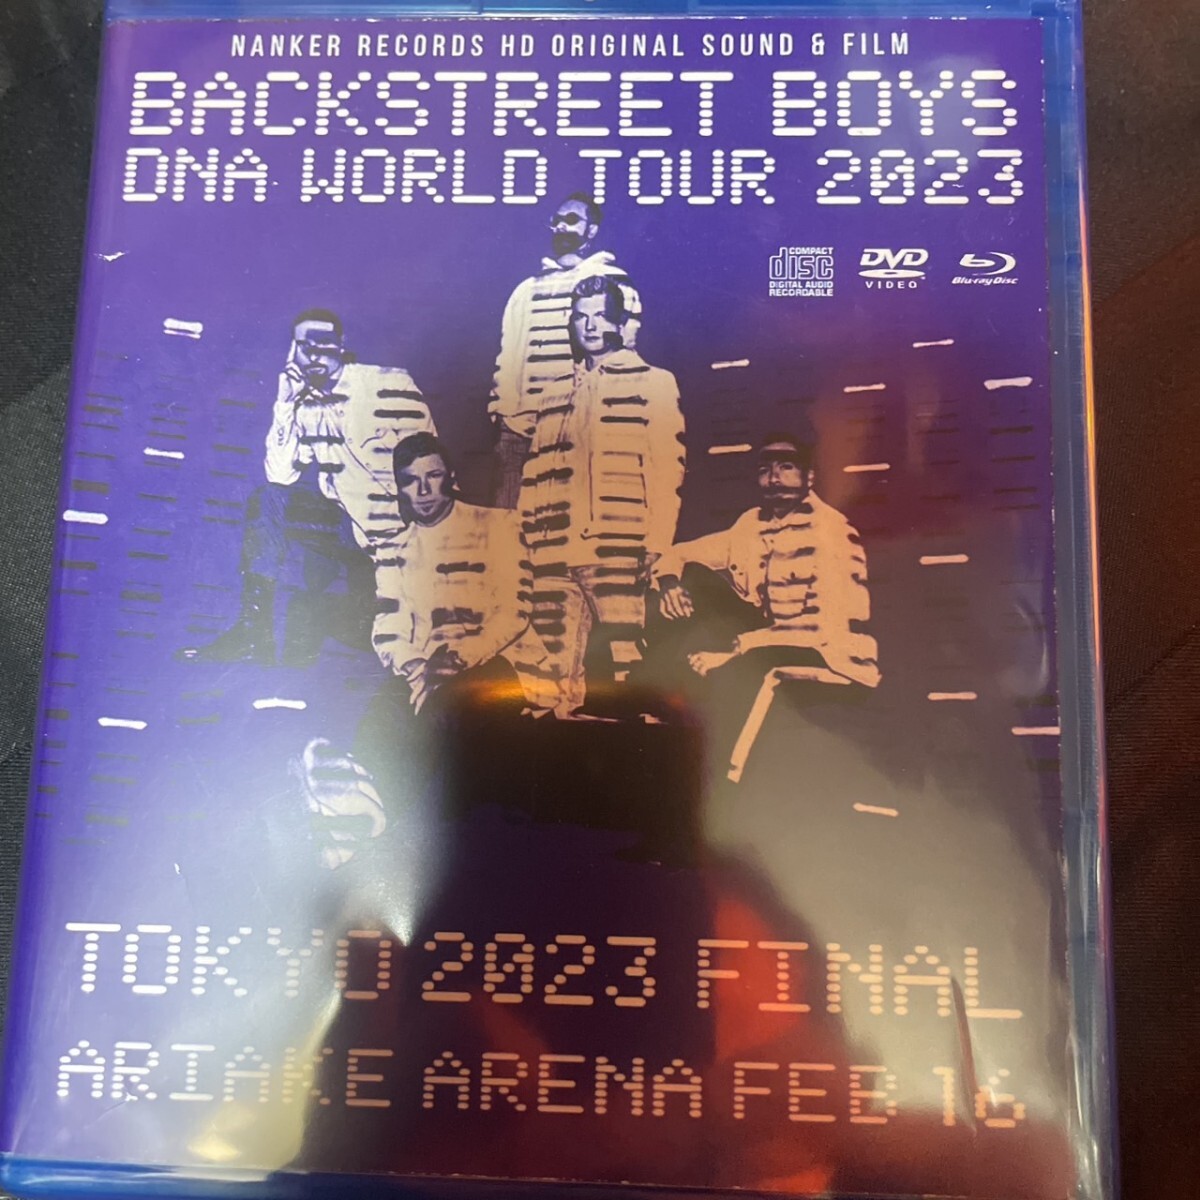 NANKER RECORDS HD ORIGINAL SOUND & FILM
BACKSTREET BOYS
DNA WORLD TOUR 2023
COMPACT
disc
DIGITAL AUDIO
RECORDABLE
DVD
VIDEO
Blu-ray Disc
TOKYO 2023 FINAL
ARIAKE ARENA FEB 16